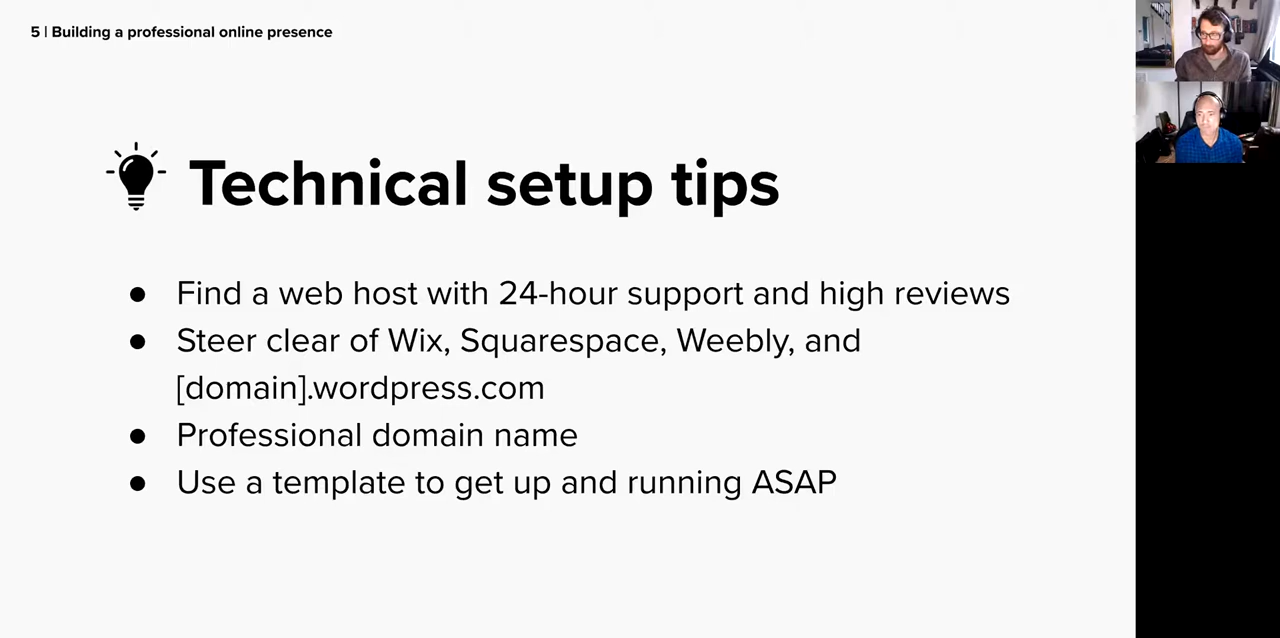 5 | Building a professional online presence
Technical setup tips
● Find a web host with 24-hour support and high reviews
● Steer clear of Wix, Squarespace, Weebly, and
[domain].wordpress.com
● Professional domain name
● Use a template to get up and running ASAP